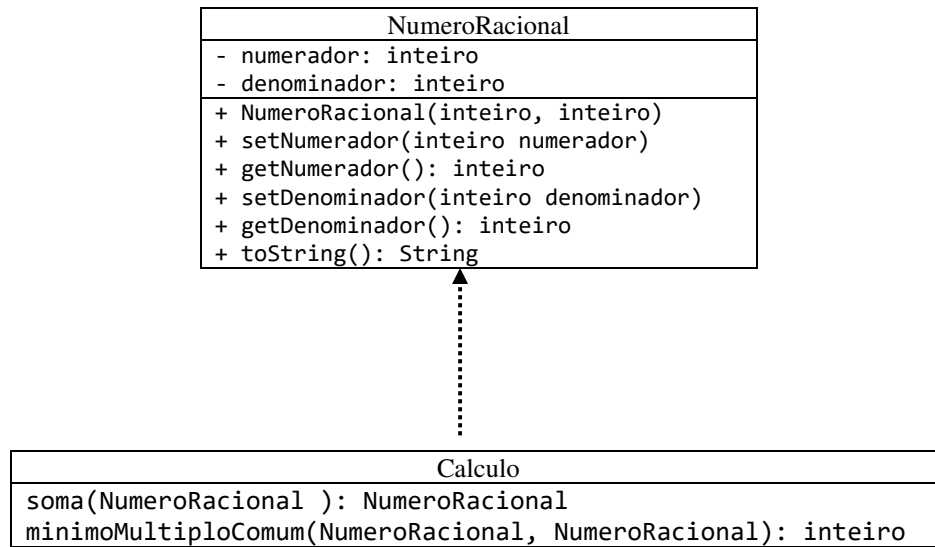 NumeroRacional
- numerador: inteiro
- denominador: inteiro
+ NumeroRacional(inteiro, inteiro)
+ setNumerador(inteiro numerador)
+ getNumerador(): inteiro
+ setDenominador(inteiro denominador)
+ getDenominador(): inteiro
+ toString(): String
Calculo
soma(NumeroRacional ): NumeroRacional
minimoMultiploComum(NumeroRacional, NumeroRacional): inteiro